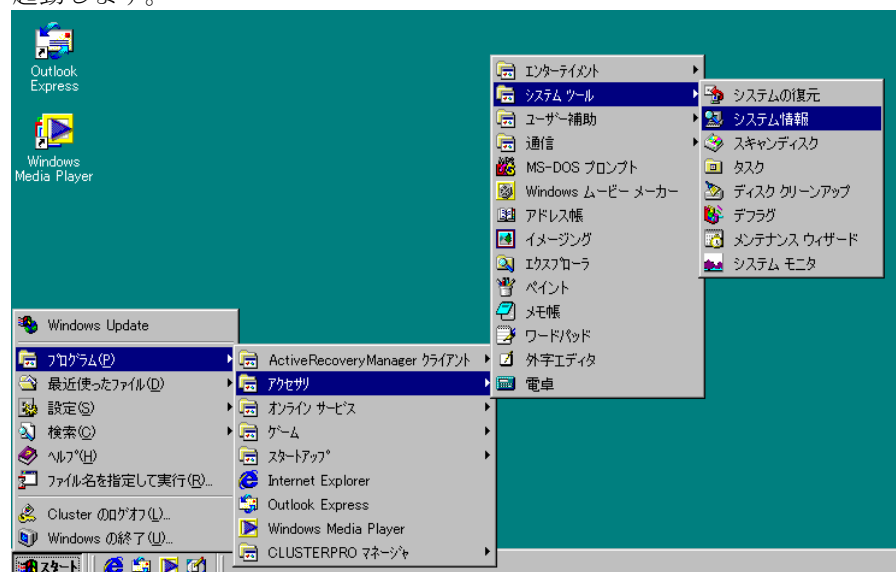 起動します。
Outlook
Express
Windows
Media Player
Windows Update
プログラム(P)
最近使ったファイル(D)
設定(S)
検索(C)
ヘルプ(H)
ファイル名を指定して実行(R)...
Cluster のログオフ(L)...
Windows の終了(U)...
スタート
ActiveRecoveryManager クライアント
アクセサリ
オンライン サービス
ゲーム
スタートアップ
Internet Explorer
Outlook Express
Windows Media Player
CLUSTERPRO マネージャ
エンターテイメント
システム ツール
ユーザー補助
通信
MS-DOS プロンプト
Windows ムービー メーカー
アドレス帳
イメージング
エクスプローラ
ペイント
メモ帳
ワードパッド
外字エディタ
電卓
システムの復元
システム情報
スキャンディスク
タスク
ディスク クリーンアップ
デフラグ
メンテナンス ウィザード
システム モニタ